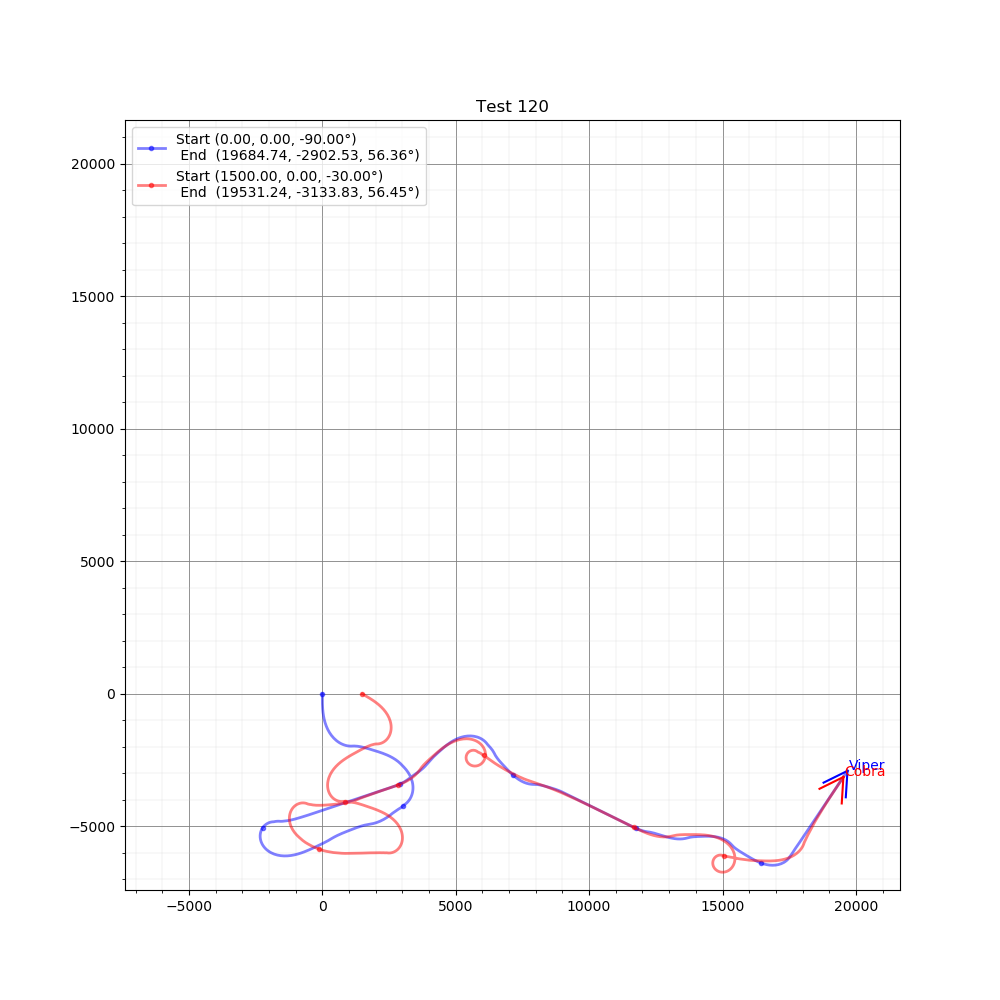 Test 120
Start (0.00, 0.00, -90.00°)
End  (19684.74, -2902.53, 56.36°)
Start (1500.00, 0.00, -30.00°)
End  (19531.24, -3133.83, 56.45°)
20000
15000
10000
5000
0
−5000
Viper
Cobra
−5000
0
5000
10000
15000
20000